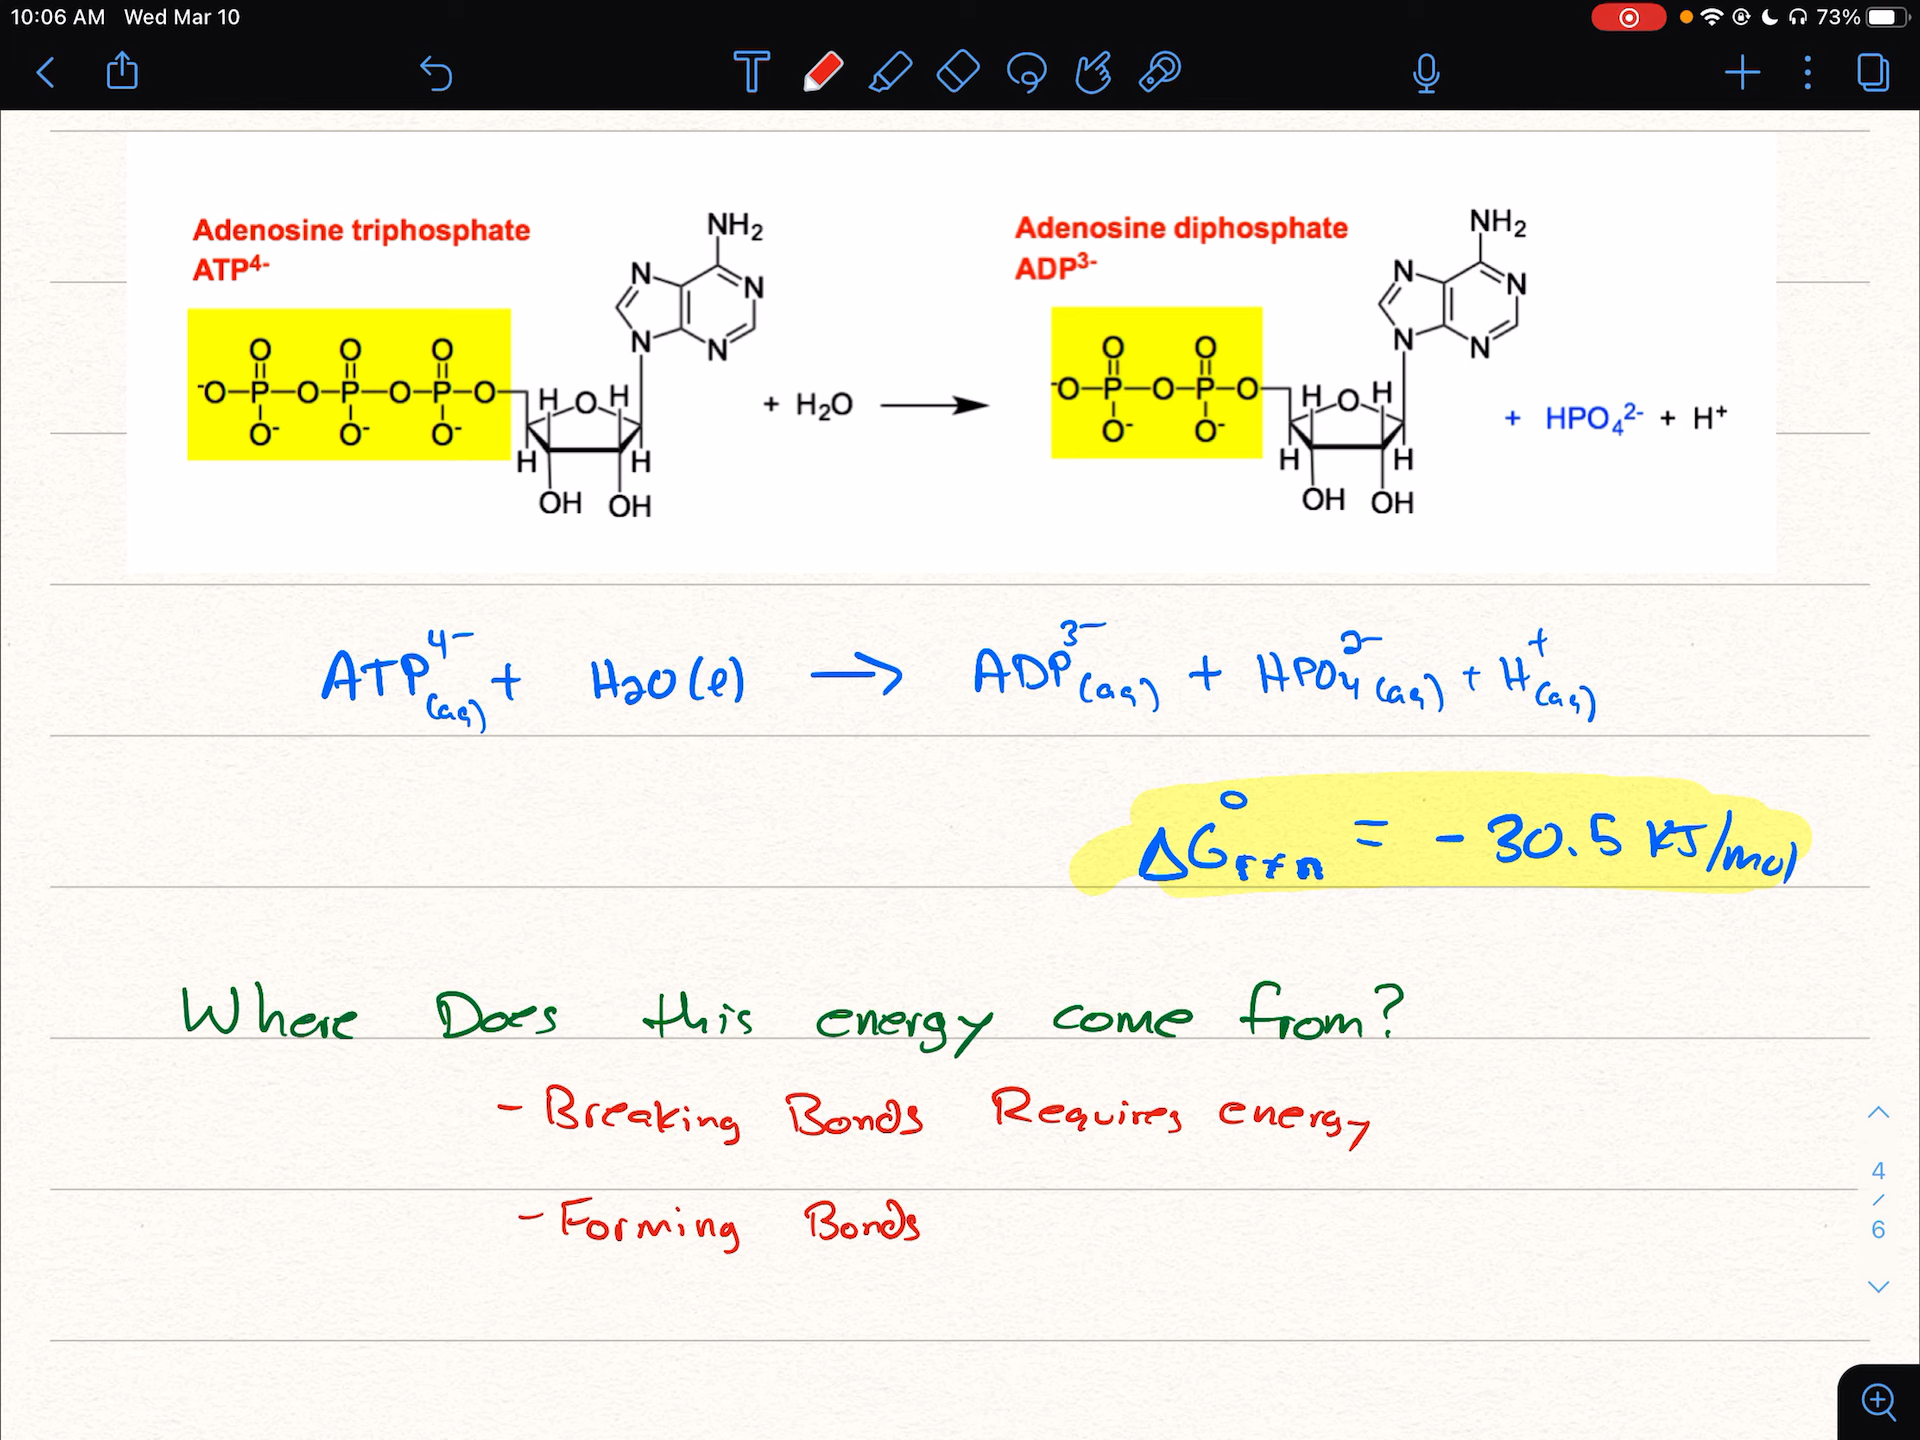 10:06 AM Wed Mar 10
73%
Adenosine triphosphate
ATP⁴⁻
Adenosine diphosphate
ADP³⁻
NH₂
NH₂
N N
N N
N N
N N
O O O
O O
⁻O-P-O-P-O-P-O
H O H
+ H₂O
⁻O-P-O-P-O
H O H
+ HPO₄²⁻ + H⁺
O⁻ O⁻ O⁻
O⁻ O⁻
H H
H H
OH OH
OH OH
ATP⁴⁻(aq) + H₂O(l) → ADP³⁻(aq) + HPO₄²⁻(aq) + H⁺(aq)
ΔG°rxn = - 30.5 kJ/mol
Where Does this energy come from?
- Breaking Bonds Requires energy
- Forming Bonds
4
/
6